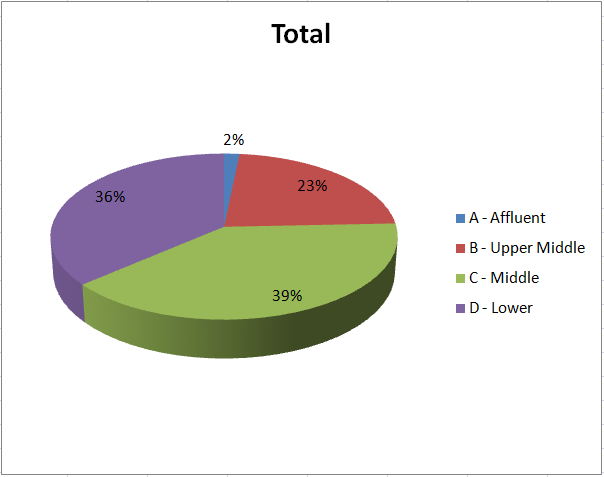 Total
2%
23%
36%
39%
A - Affluent
B - Upper Middle
C - Middle
D - Lower